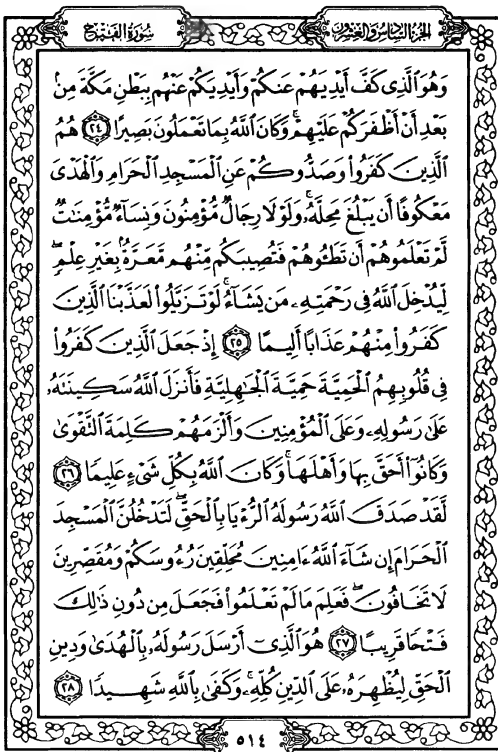 الجزء السادس والعشرون
سورة الفتح
وَهُوَ الَّذِي كَفَّ أَيْدِيَهُمْ عَنكُمْ وَأَيْدِيَكُمْ عَنْهُم بِبَطْنِ مَكَّةَ مِنۢ
بَعْدِ أَنْ أَظْفَرَكُمْ عَلَيْهِمْ ۚ وَكَانَ اللَّهُ بِمَا تَعْمَلُونَ بَصِيرًا ٢٤ هُمُ
الَّذِينَ كَفَرُوا وَصَدُّوكُمْ عَنِ الْمَسْجِدِ الْحَرَامِ وَالْهَدْيَ
مَعْكُوفًا أَن يَبْلُغَ مَحِلَّهُ ۚ وَلَوْلَا رِجَالٌ مُّؤْمِنُونَ وَنِسَاءٌ مُّؤْمِنَاتٌ
لَّمْ تَعْلَمُوهُمْ أَن تَطَئُوهُمْ فَتُصِيبَكُم مِّنْهُم مَّعَرَّةٌۢ بِغَيْرِ عِلْمٍ ۖ
لِّيُدْخِلَ اللَّهُ فِي رَحْمَتِهِ مَن يَشَاءُ ۚ لَوْ تَزَيَّلُوا لَعَذَّبْنَا الَّذِينَ
كَفَرُوا مِنْهُمْ عَذَابًا أَلِيمًا ٢٥ إِذْ جَعَلَ الَّذِينَ كَفَرُوا
فِي قُلُوبِهِمُ الْحَمِيَّةَ حَمِيَّةَ الْجَاهِلِيَّةِ فَأَنزَلَ اللَّهُ سَكِينَتَهُ
عَلَىٰ رَسُولِهِ وَعَلَى الْمُؤْمِنِينَ وَأَلْزَمَهُمْ كَلِمَةَ التَّقْوَىٰ
وَكَانُوا أَحَقَّ بِهَا وَأَهْلَهَا ۚ وَكَانَ اللَّهُ بِكُلِّ شَيْءٍ عَلِيمًا ٢٦
لَّقَدْ صَدَقَ اللَّهُ رَسُولَهُ الرُّءْيَا بِالْحَقِّ ۖ لَتَدْخُلُنَّ الْمَسْجِدَ
الْحَرَامَ إِن شَاءَ اللَّهُ ءَامِنِينَ مُحَلِّقِينَ رُءُوسَكُمْ وَمُقَصِّرِينَ
لَا تَخَافُونَ ۖ فَعَلِمَ مَا لَمْ تَعْلَمُوا فَجَعَلَ مِن دُونِ ذَٰلِكَ
فَتْحًا قَرِيبًا ٢٧ هُوَ الَّذِي أَرْسَلَ رَسُولَهُ بِالْهُدَىٰ وَدِينِ
الْحَقِّ لِيُظْهِرَهُ عَلَى الدِّينِ كُلِّهِ ۚ وَكَفَىٰ بِاللَّهِ شَهِيدًا ٢٨
٥١٤